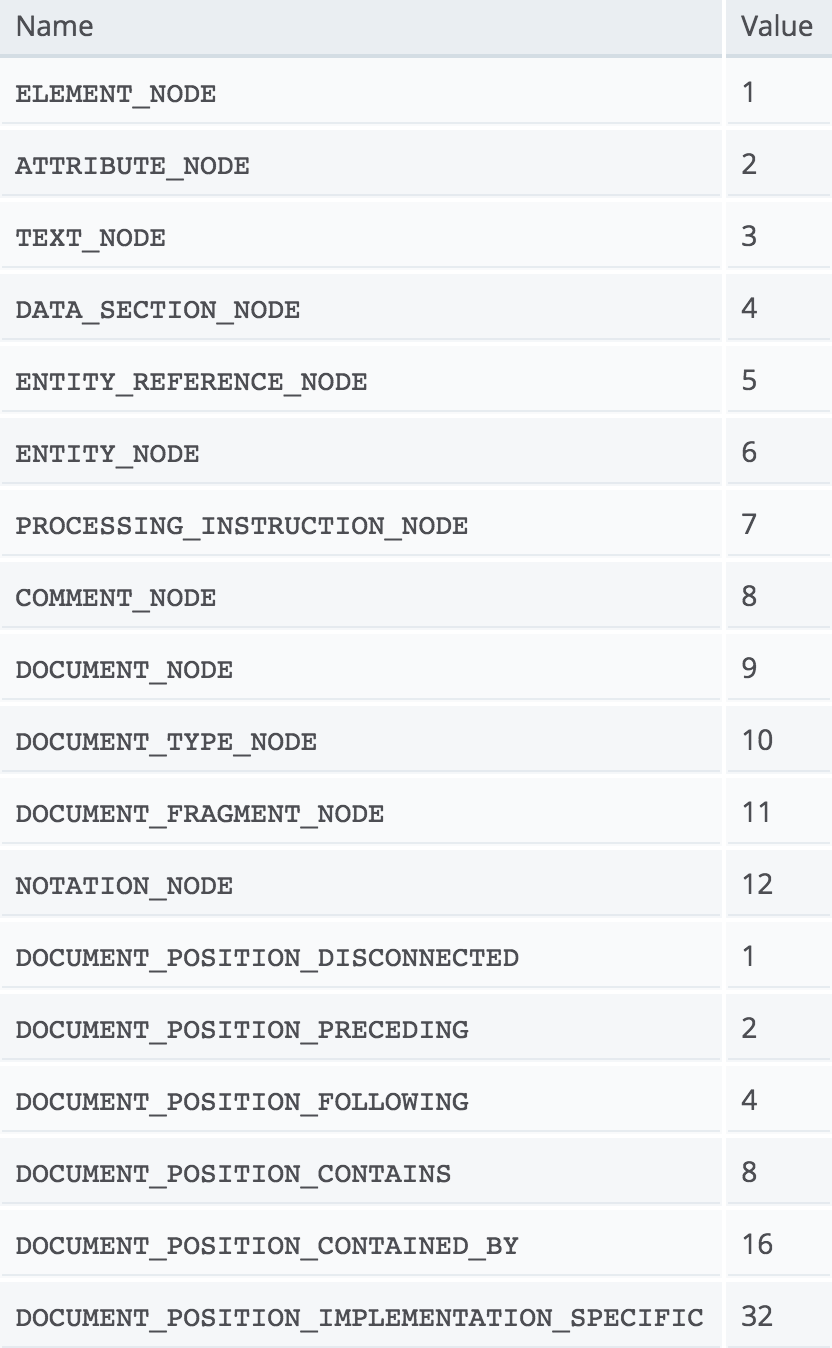 Name Value
ELEMENT_NODE 1
ATTRIBUTE_NODE 2
TEXT_NODE 3
DATA_SECTION_NODE 4
ENTITY_REFERENCE_NODE 5
ENTITY_NODE 6
PROCESSING_INSTRUCTION_NODE 7
COMMENT_NODE 8
DOCUMENT_NODE 9
DOCUMENT_TYPE_NODE 10
DOCUMENT_FRAGMENT_NODE 11
NOTATION_NODE 12
DOCUMENT_POSITION_DISCONNECTED 1
DOCUMENT_POSITION_PRECEDING 2
DOCUMENT_POSITION_FOLLOWING 4
DOCUMENT_POSITION_CONTAINS 8
DOCUMENT_POSITION_CONTAINED_BY 16
DOCUMENT_POSITION_IMPLEMENTATION_SPECIFIC 32